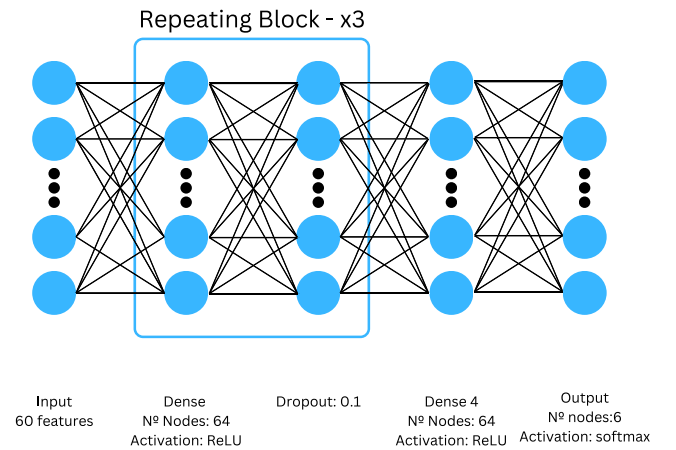 Repeating Block - x3
Input
60 features
Dense
Nº Nodes: 64
Activation: ReLU
Dropout: 0.1
Dense 4
Nº Nodes: 64
Activation: ReLU
Output
Nº nodes:6
Activation: softmax